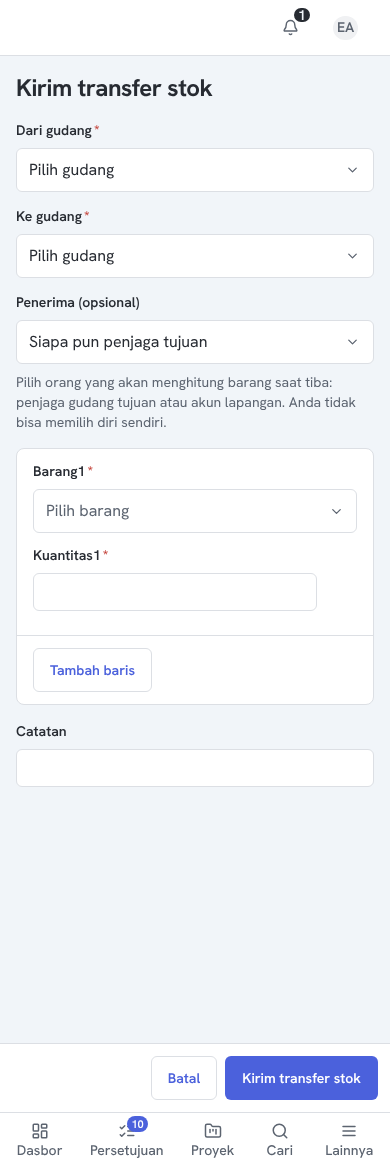 1
EA
Kirim transfer stok
Dari gudang *
Pilih gudang
Ke gudang *
Pilih gudang
Penerima (opsional)
Siapa pun penjaga tujuan
Pilih orang yang akan menghitung barang saat tiba:
penjaga gudang tujuan atau akun lapangan. Anda tidak
bisa memilih diri sendiri.
Barang1 *
Pilih barang
Kuantitas1 *
Tambah baris
Catatan
Batal
Kirim transfer stok
10
Dasbor
Persetujuan
Proyek
Cari
Lainnya